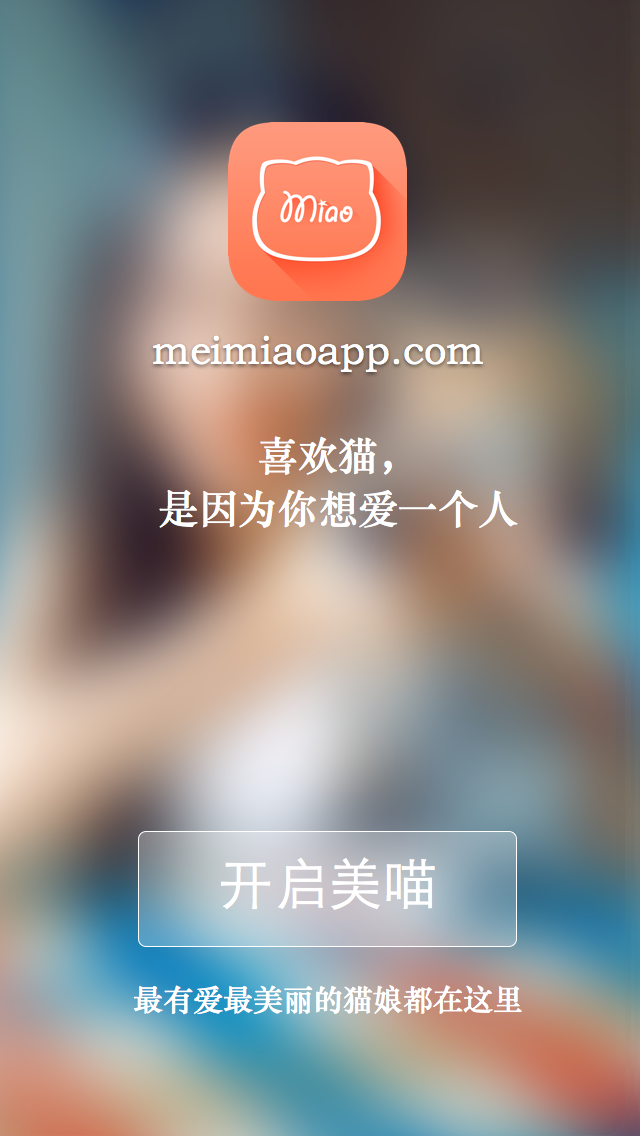 Miao
meimiaoapp.com
喜欢猫，
是因为你想爱一个人
开启美喵
最有爱最美丽的猫娘都在这里